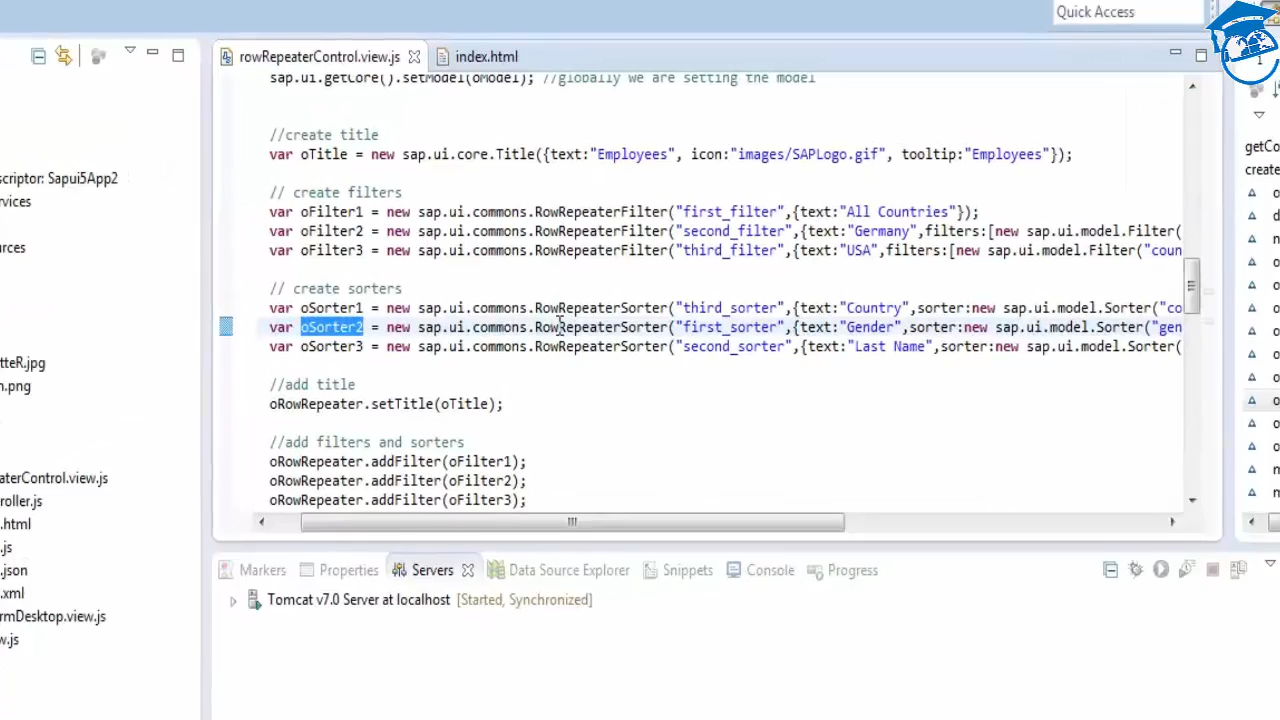 Quick Access
rowRepeaterControl.view.js
index.html
sap.ui.getCore().setModel(oModel); //globally we are setting the model
//create title
var oTitle = new sap.ui.core.Title({text:"Employees", icon:"images/SAPLogo.gif", tooltip:"Employees"});
// create filters
var oFilter1 = new sap.ui.commons.RowRepeaterFilter("first_filter",{text:"All Countries"});
var oFilter2 = new sap.ui.commons.RowRepeaterFilter("second_filter",{text:"Germany",filters:[new sap.ui.model.Filter(
var oFilter3 = new sap.ui.commons.RowRepeaterFilter("third_filter",{text:"USA",filters:[new sap.ui.model.Filter("coun
// create sorters
var oSorter1 = new sap.ui.commons.RowRepeaterSorter("third_sorter",{text:"Country",sorter:new sap.ui.model.Sorter("co
var oSorter2 = new sap.ui.commons.RowRepeaterSorter("first_sorter",{text:"Gender",sorter:new sap.ui.model.Sorter("gen
var oSorter3 = new sap.ui.commons.RowRepeaterSorter("second_sorter",{text:"Last Name",sorter:new sap.ui.model.Sorter(
//add title
oRowRepeater.setTitle(oTitle);
//add filters and sorters
oRowRepeater.addFilter(oFilter1);
oRowRepeater.addFilter(oFilter2);
oRowRepeater.addFilter(oFilter3);
scriptor: Sapui5App2
rvices
urces
tteR.jpg
n.png
aterControl.view.js
roller.js
.html
.js
.json
.xml
rmDesktop.view.js
w.js
getCo
create
o
d
n
o
o
o
o
o
o
o
o
o
m
m
Markers
Properties
Servers
Data Source Explorer
Snippets
Console
Progress
Tomcat v7.0 Server at localhost [Started, Synchronized]